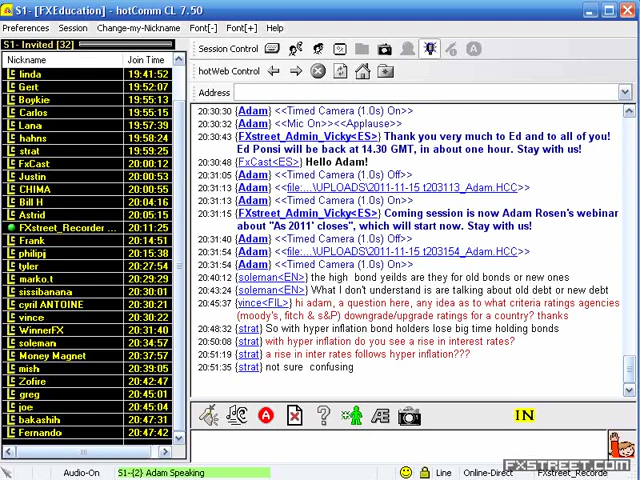 S1- [FXEducation] - hotComm CL 7.50
Preferences Session Change-my-Nickname Font[-] Font[+] Help
S1- Invited [32]
Nickname Join Time
linda 19:41:52
Gert 19:52:07
Boykie 19:55:13
Carlos 19:55:15
Lana 19:57:39
hahns 19:58:24
strat 19:59:25
FxCast 20:00:12
Justin 20:00:53
CHIMA 20:00:55
Bill H 20:04:16
Astrid 20:05:15
FXstreet_Recorder ... 20:11:25
Frank 20:14:51
philipj 20:15:38
tyler 20:27:54
marko.t 20:29:25
sissibanana 20:30:01
cyril ANTOINE 20:30:21
vince 20:30:22
WinnerFX 20:31:40
soleman 20:34:57
Money Magnet 20:37:57
mish 20:39:05
Zofire 20:42:47
greg 20:45:01
joe 20:45:04
bakashih 20:47:31
Fernando 20:47:42
Session Control
hotWeb Control
Address
20:30:30 {Adam} <<Timed Camera (1.0s) On>>
20:30:32 {Adam} <<Mic On>><<Applause>>
20:30:43 {FXstreet_Admin_Vicky<ES>} Thank you very much to Ed and to all of you!
Ed Ponsi will be back at 14.30 GMT, in about one hour. Stay with us!
20:30:48 {FxCast<ES>} Hello Adam!
20:31:05 {Adam} <<Timed Camera (1.0s) Off>>
20:31:13 {Adam} <<file:...\UPLOADS\2011-11-15 t203113_Adam.HCC>>
20:31:13 {Adam} <<Timed Camera (1.0s) On>>
20:31:15 {FXstreet_Admin_Vicky<ES>} Coming session is now Adam Rosen's webinar
about "As 2011' closes", which will start now. Stay with us!
20:31:40 {Adam} <<Timed Camera (1.0s) Off>>
20:31:54 {Adam} <<file:...\UPLOADS\2011-11-15 t203154_Adam.HCC>>
20:31:54 {Adam} <<Timed Camera (1.0s) On>>
20:40:12 {soleman<EN>} the high bond yeilds are they for old bonds or new ones
20:43:24 {soleman<EN>} What I don't understand is are talking about old debt or new debt
20:45:37 {vince<FIL>} hi adam, a question here, any idea as to what criteria ratings agencies
(moody's, fitch & s&P) downgrade/upgrade ratings for a country? thanks
20:48:32 {strat} So with hyper inflation bond holders lose big time holding bonds
20:50:08 {strat} with hyper inflation do you see a rise in interest rates?
20:51:19 {strat} a rise in inter rates follows hyper inflation???
20:51:35 {strat} not sure confusing
IN
Audio-On S1-{2} Adam Speaking Line Online-Direct FXstreet_Recorde
FXSTREET.COM